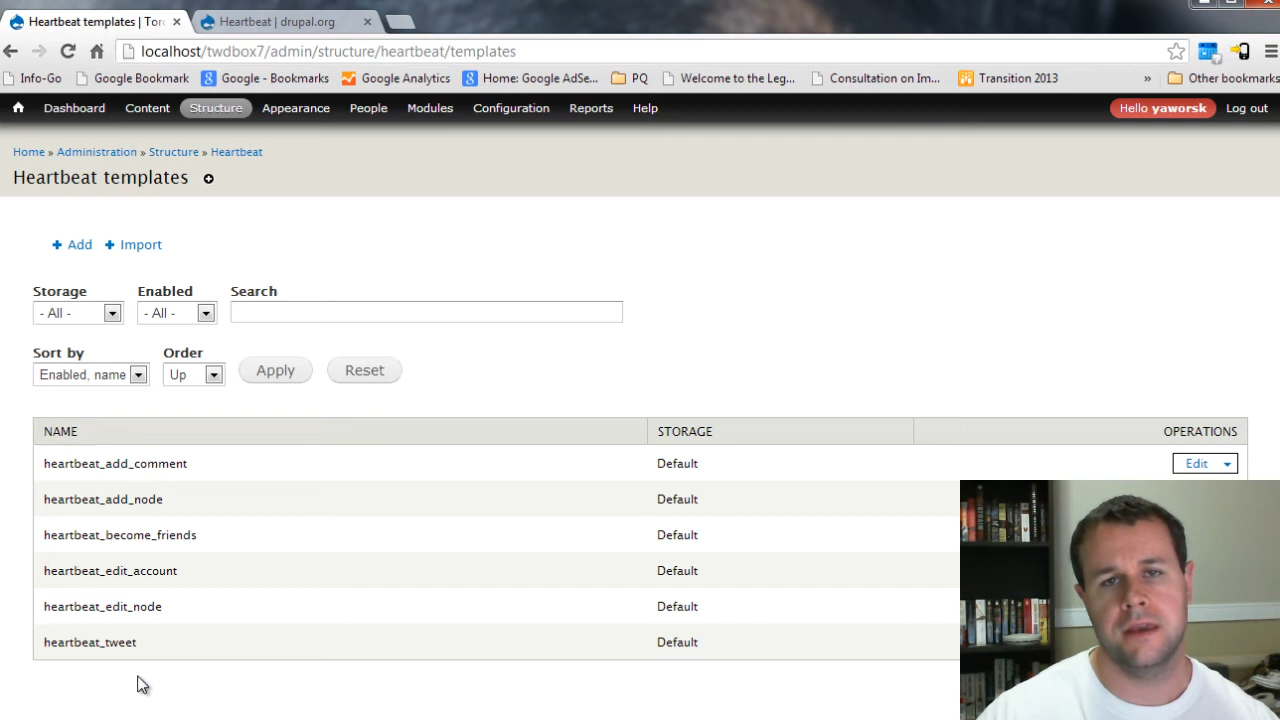 Heartbeat templates | Toro
Heartbeat | drupal.org
localhost/twdbox7/admin/structure/heartbeat/templates
Info-Go Google Bookmark Google - Bookmarks Google Analytics Home: Google AdSe... PQ Welcome to the Leg... Consultation on Im... Transition 2013 » Other bookmarks
Dashboard Content Structure Appearance People Modules Configuration Reports Help Hello yaworsk Log out
Home » Administration » Structure » Heartbeat
Heartbeat templates
+ Add + Import
Storage Enabled Search
- All - - All -
Sort by Order
Enabled, name Up Apply Reset
NAME STORAGE OPERATIONS
heartbeat_add_comment Default Edit
heartbeat_add_node Default
heartbeat_become_friends Default
heartbeat_edit_account Default
heartbeat_edit_node Default
heartbeat_tweet Default